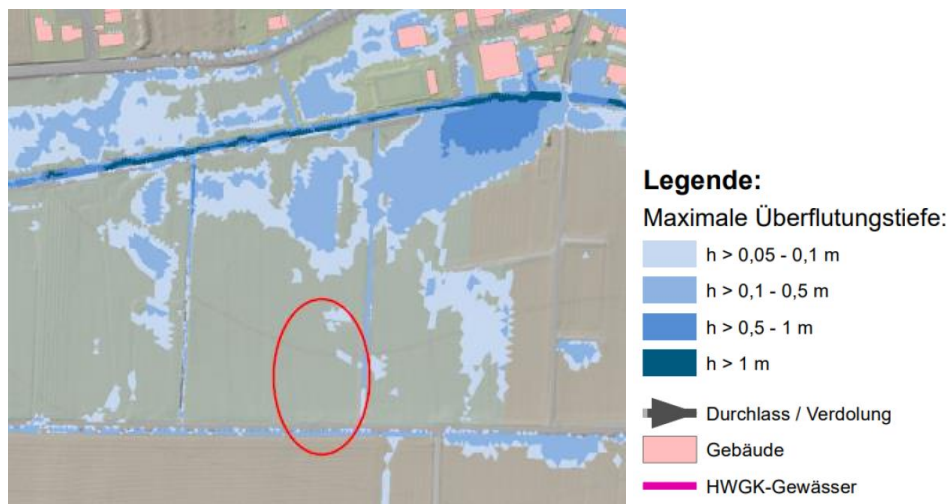 Legende:
Maximale Überflutungstiefe:
h > 0,05 - 0,1 m
h > 0,1 - 0,5 m
h > 0,5 - 1 m
h > 1 m
Durchlass / Verdolung
Gebäude
HWGK-Gewässer